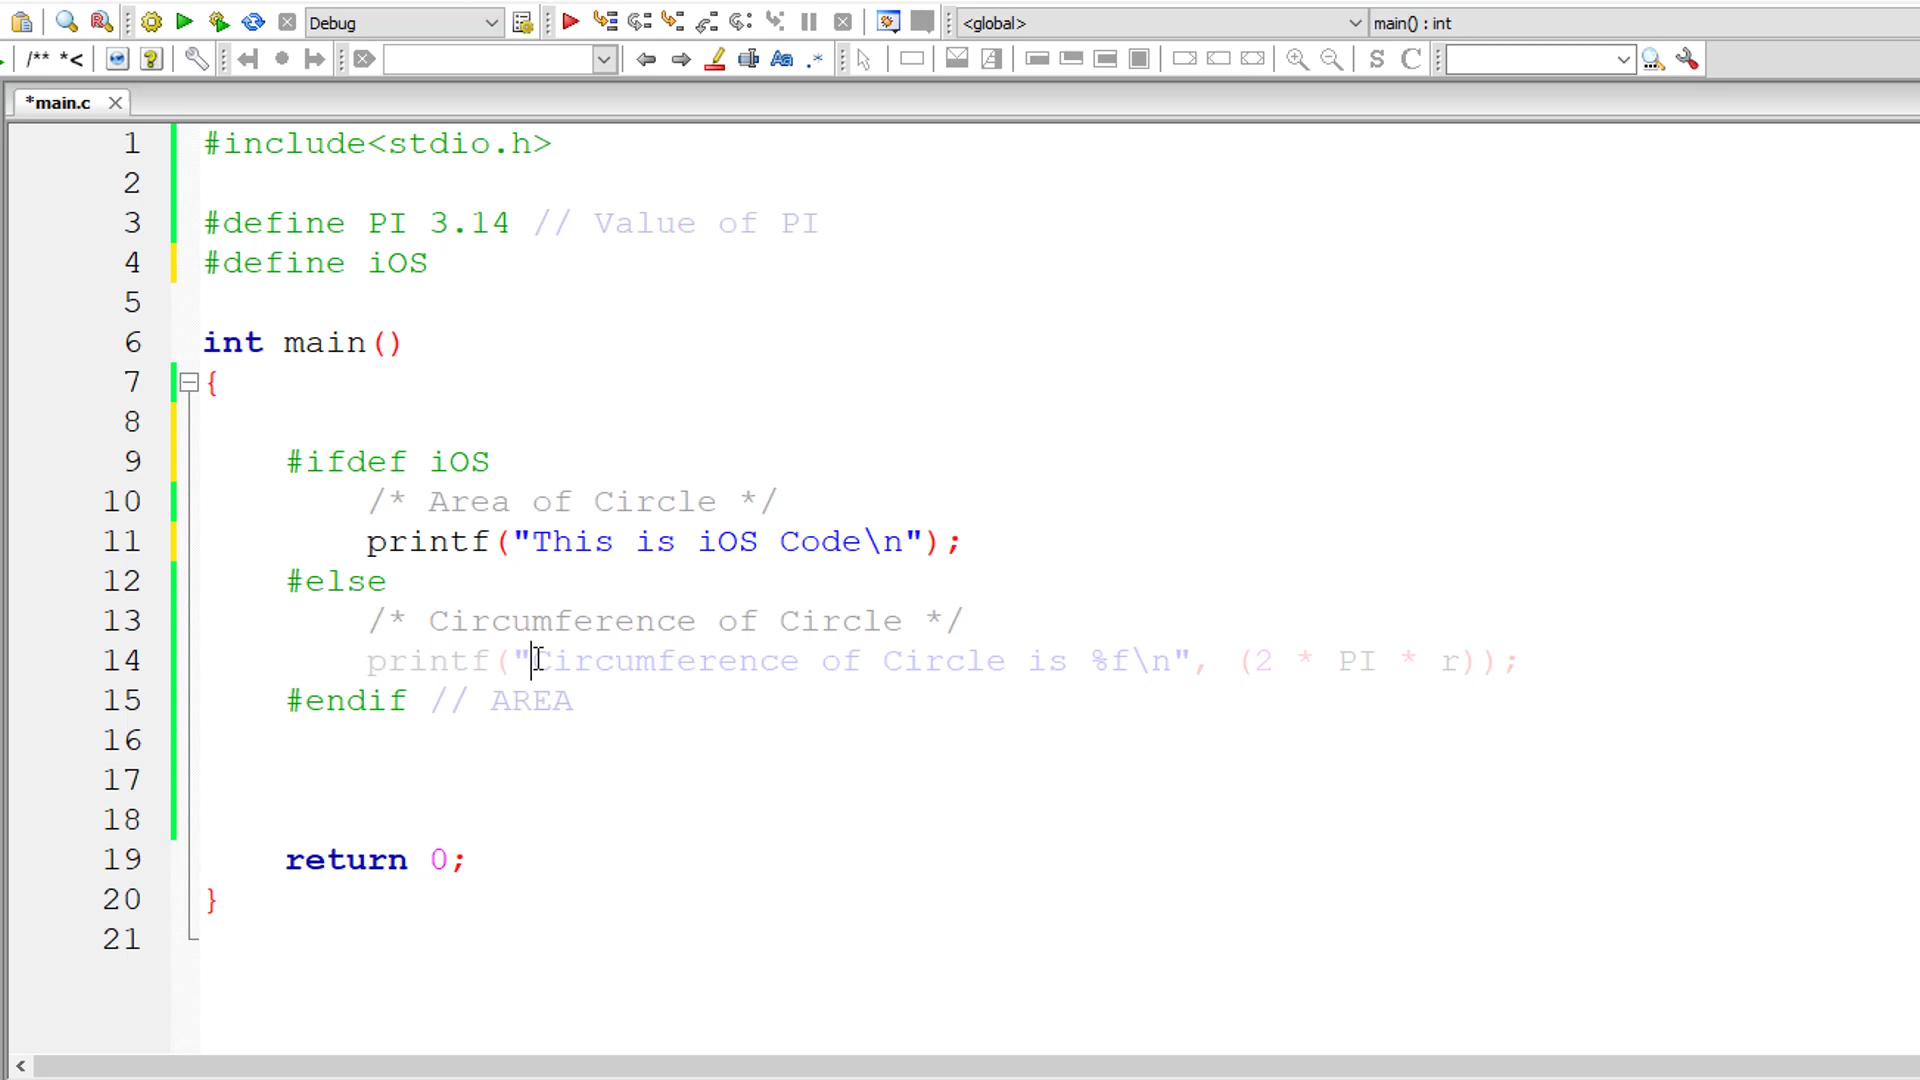 Debug
<global>
main() : int
/** *<
*main.c
1 #include<stdio.h>
2
3 #define PI 3.14 // Value of PI
4 #define iOS
5
6 int main()
7 {
8
9 #ifdef iOS
10 /* Area of Circle */
11 printf("This is iOS Code\n");
12 #else
13 /* Circumference of Circle */
14 printf("Circumference of Circle is %f\n", (2 * PI * r));
15 #endif // AREA
16
17
18
19 return 0;
20 }
21